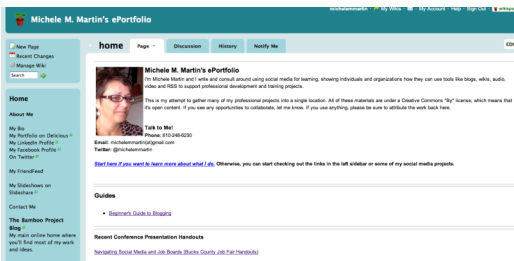 michelemmartin · My Wikis · My Account · Help · Sign Out · wikispaces
Michele M. Martin's ePortfolio
New Page
Recent Changes
Manage Wiki
Search
home Page Discussion History Notify Me
Home
About Me
My Bio
My Portfolio on Delicious
My LinkedIn Profile
My Facebook Profile
On Twitter
My FriendFeed
My Slideshows on
Slideshare
Contact Me
The Bamboo Project
Blog
My main online home where
you'll find most of my work
and ideas.
Michele M. Martin's ePortfolio
I'm Michele Martin and I write and consult around using social media for learning, showing individuals and organizations how they can use tools like blogs, wikis, audio,
video and RSS to support professional development and training projects.
This is my attempt to gather many of my professional projects into a single location. All of these materials are under a Creative Commons "By" license, which means that
it's open content. If you see any opportunities to collaborate, let me know. If you use anything, please be sure to attribute the work back here.
Talk to Me!
Phone: 610-248-6230
Email: michelemmartin[at]gmail.com
Twitter: @michelemmartin
Start here if you want to learn more about what I do. Otherwise, you can start checking out the links in the left sidebar or some of my social media projects.
Guides
Beginner's Guide to Blogging
Recent Conference Presentation Handouts
Navigating Social Media and Job Boards (Bucks County Job Fair Handouts)